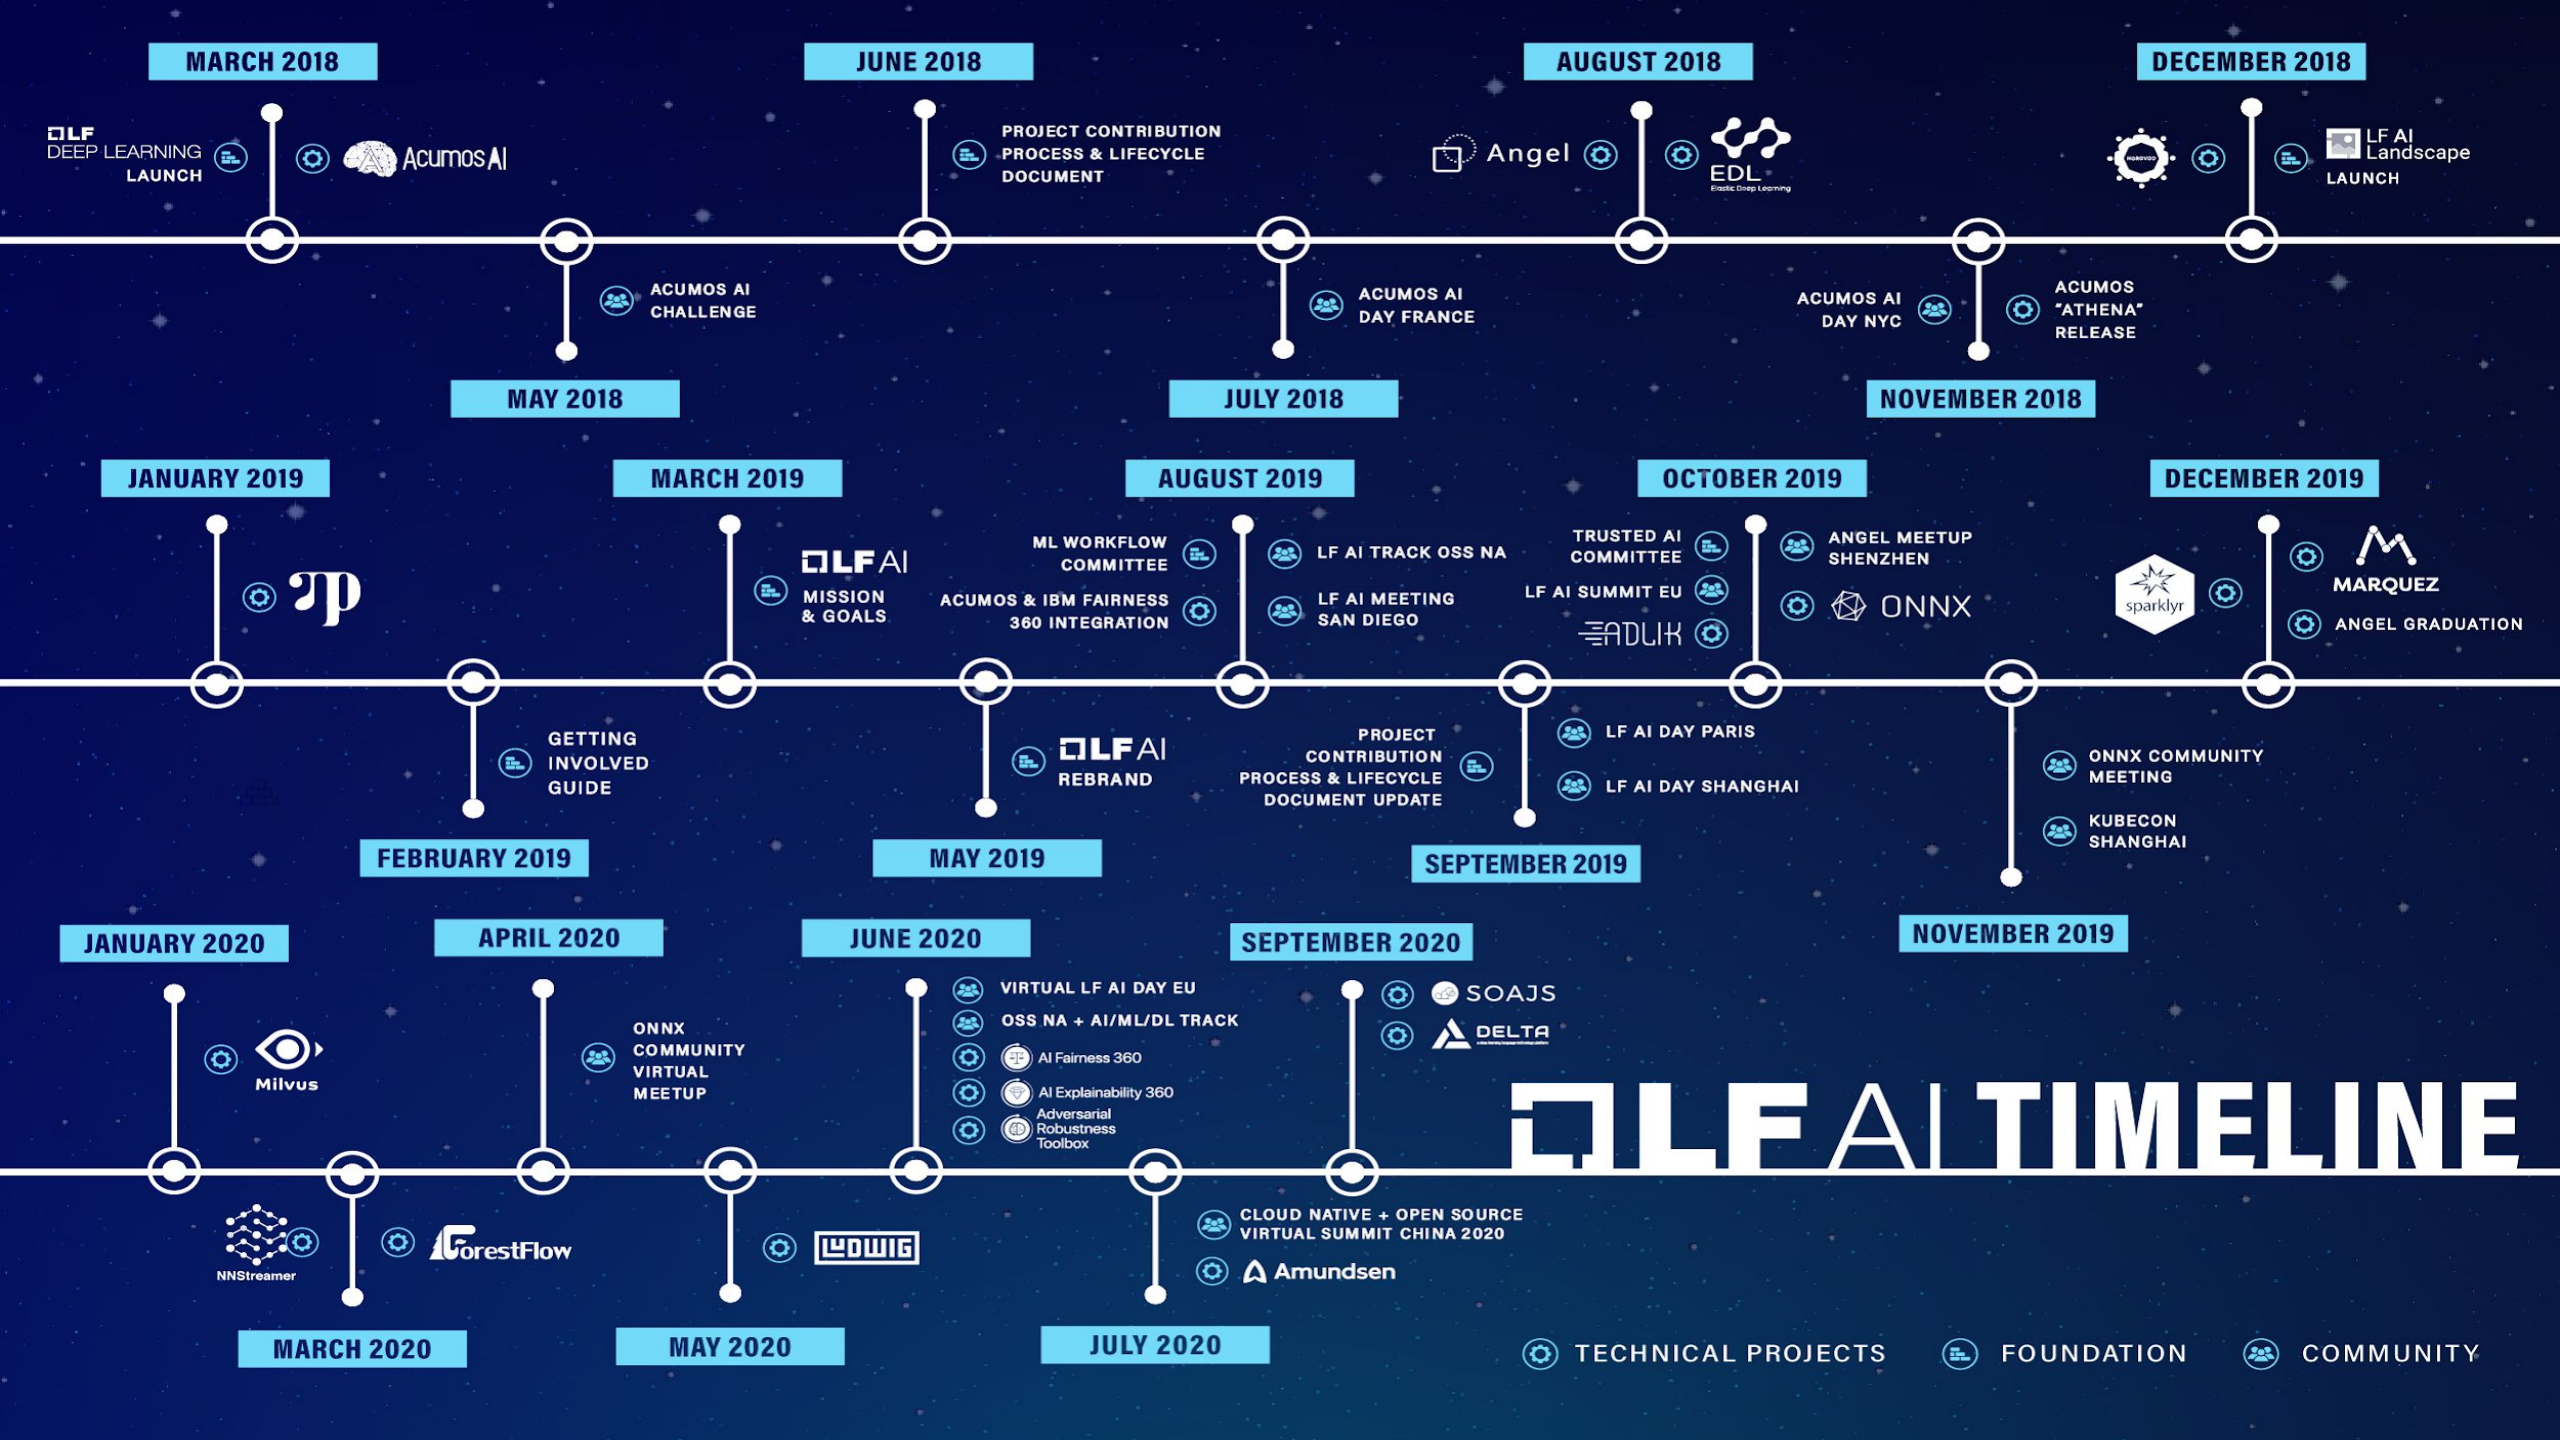 MARCH 2018
LF
DEEP LEARNING
LAUNCH
Acumos AI
JUNE 2018
PROJECT CONTRIBUTION
PROCESS & LIFECYCLE
DOCUMENT
AUGUST 2018
Angel
EDL
Elastic Deep Learning
DECEMBER 2018
HOROVOD
LF AI
Landscape
LAUNCH
ACUMOS AI
CHALLENGE
MAY 2018
ACUMOS AI
DAY FRANCE
JULY 2018
ACUMOS AI
DAY NYC
ACUMOS
"ATHENA"
RELEASE
NOVEMBER 2018
JANUARY 2019
MARCH 2019
LF AI
MISSION
& GOALS
AUGUST 2019
ML WORKFLOW
COMMITTEE
ACUMOS & IBM FAIRNESS
360 INTEGRATION
LF AI TRACK OSS NA
LF AI MEETING
SAN DIEGO
OCTOBER 2019
TRUSTED AI
COMMITTEE
LF AI SUMMIT EU
ADLIK
ANGEL MEETUP
SHENZHEN
ONNX
DECEMBER 2019
sparklyr
MARQUEZ
ANGEL GRADUATION
GETTING
INVOLVED
GUIDE
FEBRUARY 2019
LF AI
REBRAND
MAY 2019
PROJECT
CONTRIBUTION
PROCESS & LIFECYCLE
DOCUMENT UPDATE
LF AI DAY PARIS
LF AI DAY SHANGHAI
SEPTEMBER 2019
ONNX COMMUNITY
MEETING
KUBECON
SHANGHAI
NOVEMBER 2019
JANUARY 2020
Milvus
APRIL 2020
ONNX
COMMUNITY
VIRTUAL
MEETUP
JUNE 2020
VIRTUAL LF AI DAY EU
OSS NA + AI/ML/DL TRACK
AI Fairness 360
AI Explainability 360
Adversarial
Robustness
Toolbox
SEPTEMBER 2020
SOAJS
DELTA
LF AI TIMELINE
NNStreamer
ForestFlow
MARCH 2020
LUDWIG
MAY 2020
CLOUD NATIVE + OPEN SOURCE
VIRTUAL SUMMIT CHINA 2020
Amundsen
JULY 2020
TECHNICAL PROJECTS
FOUNDATION
COMMUNITY